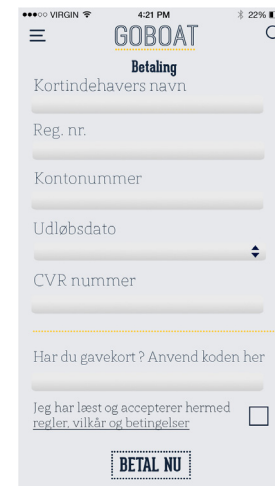 VIRGIN 4:21 PM 22%
GOBOAT
Betaling
Kortindehavers navn
Reg. nr.
Kontonummer
Udløbsdato
CVR nummer
Har du gavekort ? Anvend koden her
Jeg har læst og accepterer hermed
regler, vilkår og betingelser
BETAL NU